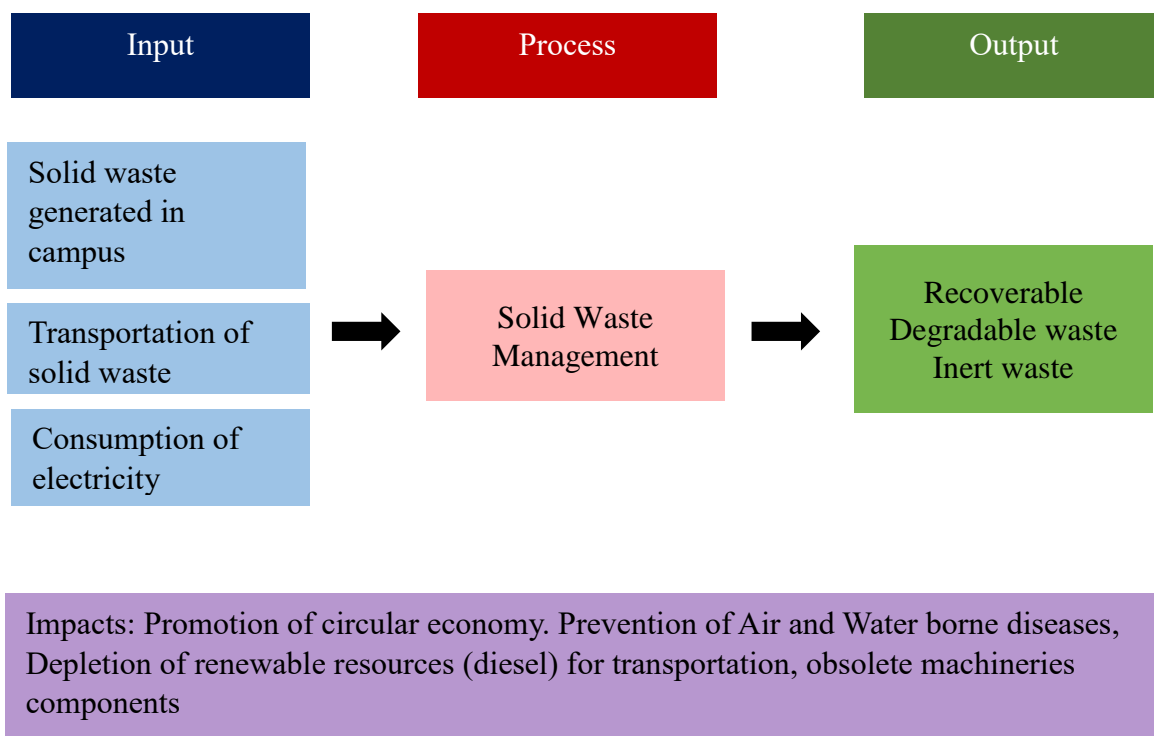 Input
Process
Output
Solid waste
generated in
campus
Transportation of
solid waste
Consumption of
electricity
Solid Waste
Management
Recoverable
Degradable waste
Inert waste
Impacts: Promotion of circular economy. Prevention of Air and Water borne diseases,
Depletion of renewable resources (diesel) for transportation, obsolete machineries
components